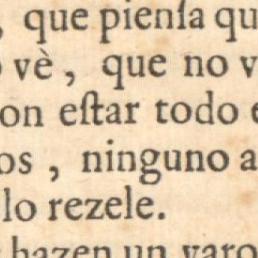 , que pienſa qu
vè, que no v
on eſtar todo e
os, ninguno a
lo rezele.
hazen un varo